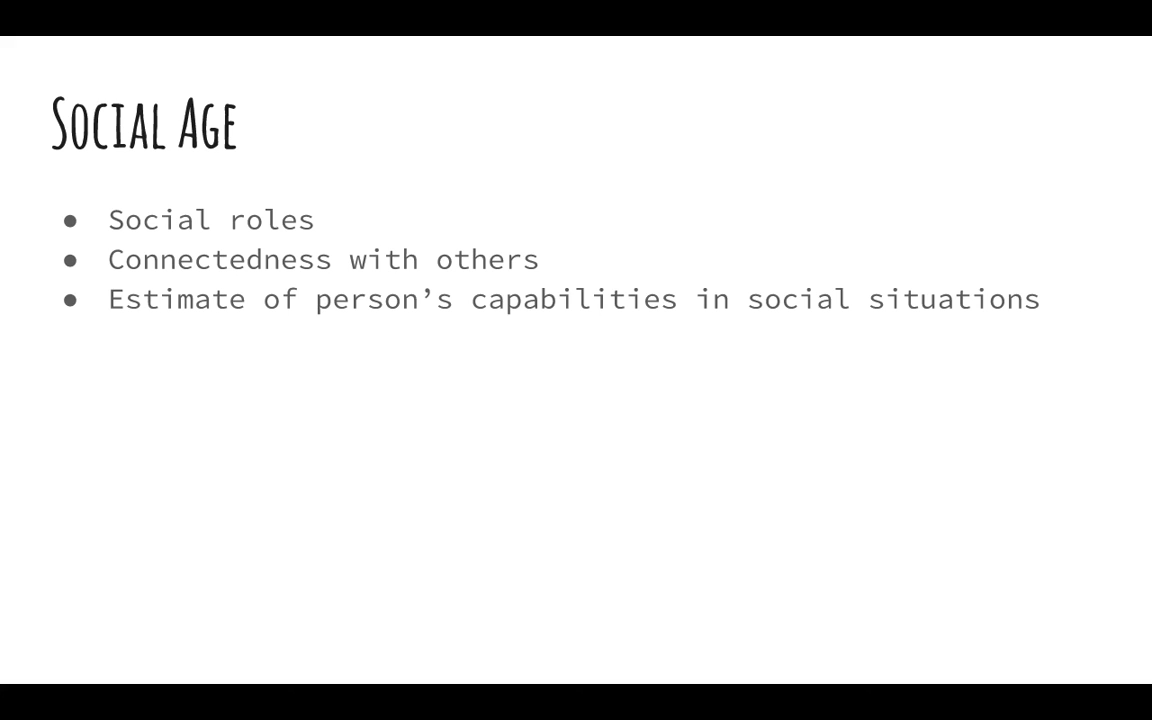 Social Age
● Social roles
● Connectedness with others
● Estimate of person’s capabilities in social situations